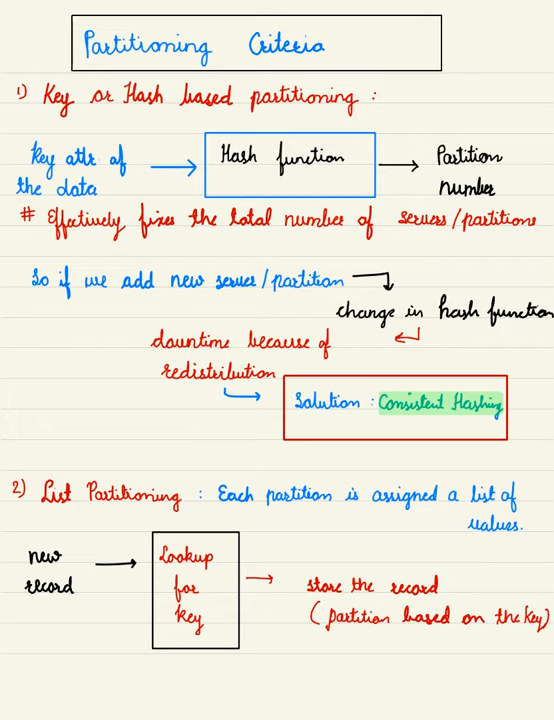 Partitioning Criteria
1) Key or Hash based partitioning :
Key attr. of
the data
Hash function
Partition
number
# Effectively fixes the total number of servers/partitions
So if we add new server/partition
change in hash function
downtime because of
redistribution
Solution : Consistent Hashing
2) List Partitioning : Each partition is assigned a list of
values.
new
record
Lookup
for
key
store the record
(partition based on the key)